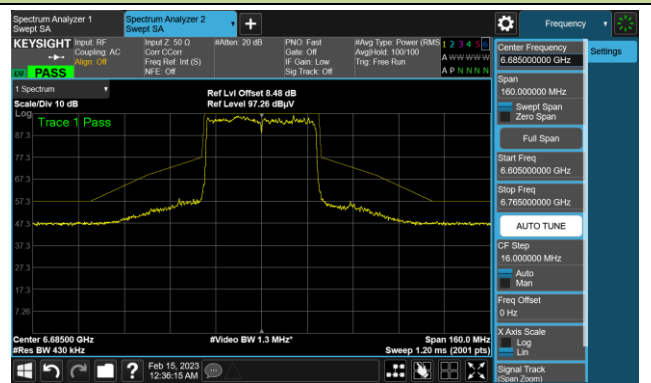 Spectrum Analyzer 1
Swept SA
Spectrum Analyzer 2
Swept SA
Frequency
KEYSIGHT
Input: RF
Coupling: AC
Align: Off
Input Z: 50 Ω
Corr CCorr
Freq Ref: Int (S)
NFE: Off
#Atten: 20 dB
PNO: Fast
Gate: Off
IF Gain: Low
Sig Track: Off
#Avg Type: Power (RMS
Avg|Hold: 100/100
Trig: Free Run
1 2 3 4 5 6
A W W W W W
A P N N N N
PASS
1 Spectrum
Scale/Div 10 dB
Ref Lvl Offset 8.48 dB
Ref Level 97.26 dBµV
Log
Trace 1 Pass
87.3
77.3
67.3
57.3
47.3
37.3
27.3
17.3
7.26
Center 6.68500 GHz
#Res BW 430 kHz
#Video BW 1.3 MHz*
Span 160.0 MHz
Sweep 1.20 ms (2001 pts)
Feb 15, 2023
12:36:15 AM
Center Frequency
6.685000000 GHz
Settings
Span
160.000000 MHz
Swept Span
Zero Span
Full Span
Start Freq
6.605000000 GHz
Stop Freq
6.765000000 GHz
AUTO TUNE
CF Step
16.000000 MHz
Auto
Man
Freq Offset
0 Hz
X Axis Scale
Log
Lin
Signal Track
(Span Zoom)